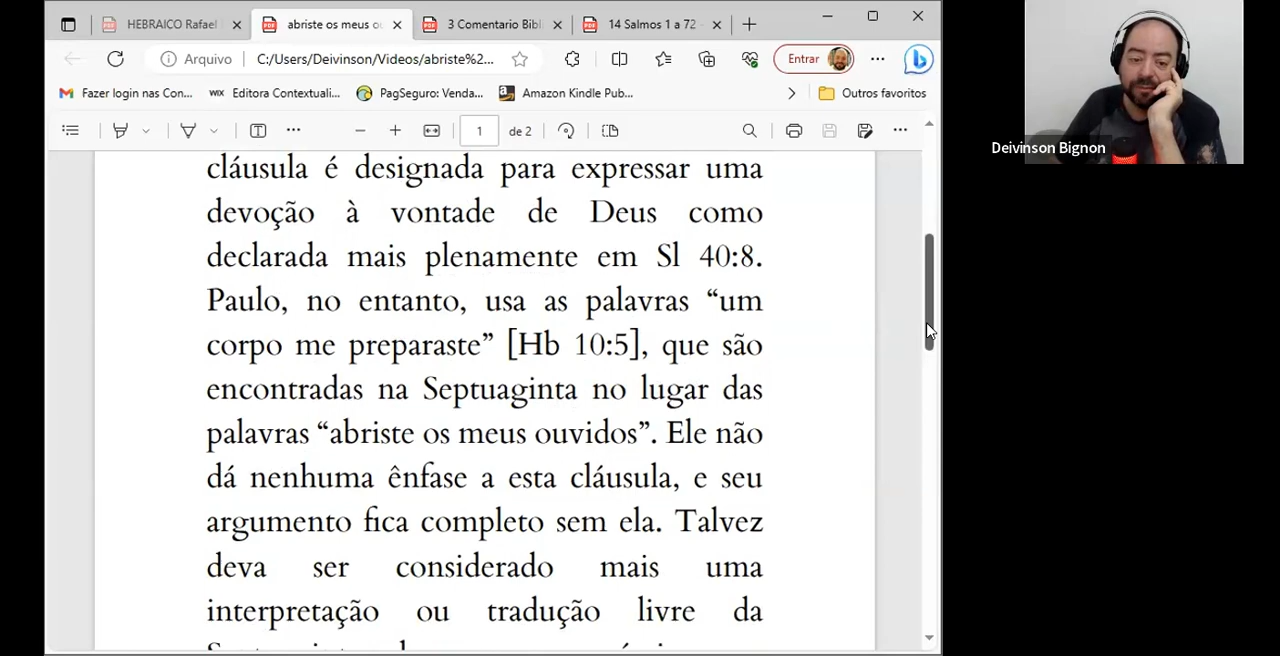 HEBRAICO Rafael
abriste os meus ou
3 Comentario Bibl
14 Salmos 1 a 72
Arquivo
C:/Users/Deivinson/Videos/abriste%2...
Entrar
Fazer login nas Con...
WIX Editora Contextuali...
PagSeguro: Venda...
Amazon Kindle Pub...
Outros favoritos
1 de 2
cláusula é designada para expressar uma
devoção à vontade de Deus como
declarada mais plenamente em Sl 40:8.
Paulo, no entanto, usa as palavras “um
corpo me preparaste” [Hb 10:5], que são
encontradas na Septuaginta no lugar das
palavras “abriste os meus ouvidos”. Ele não
dá nenhuma ênfase a esta cláusula, e seu
argumento fica completo sem ela. Talvez
deva ser considerado mais uma
interpretação ou tradução livre da
Deivinson Bignon